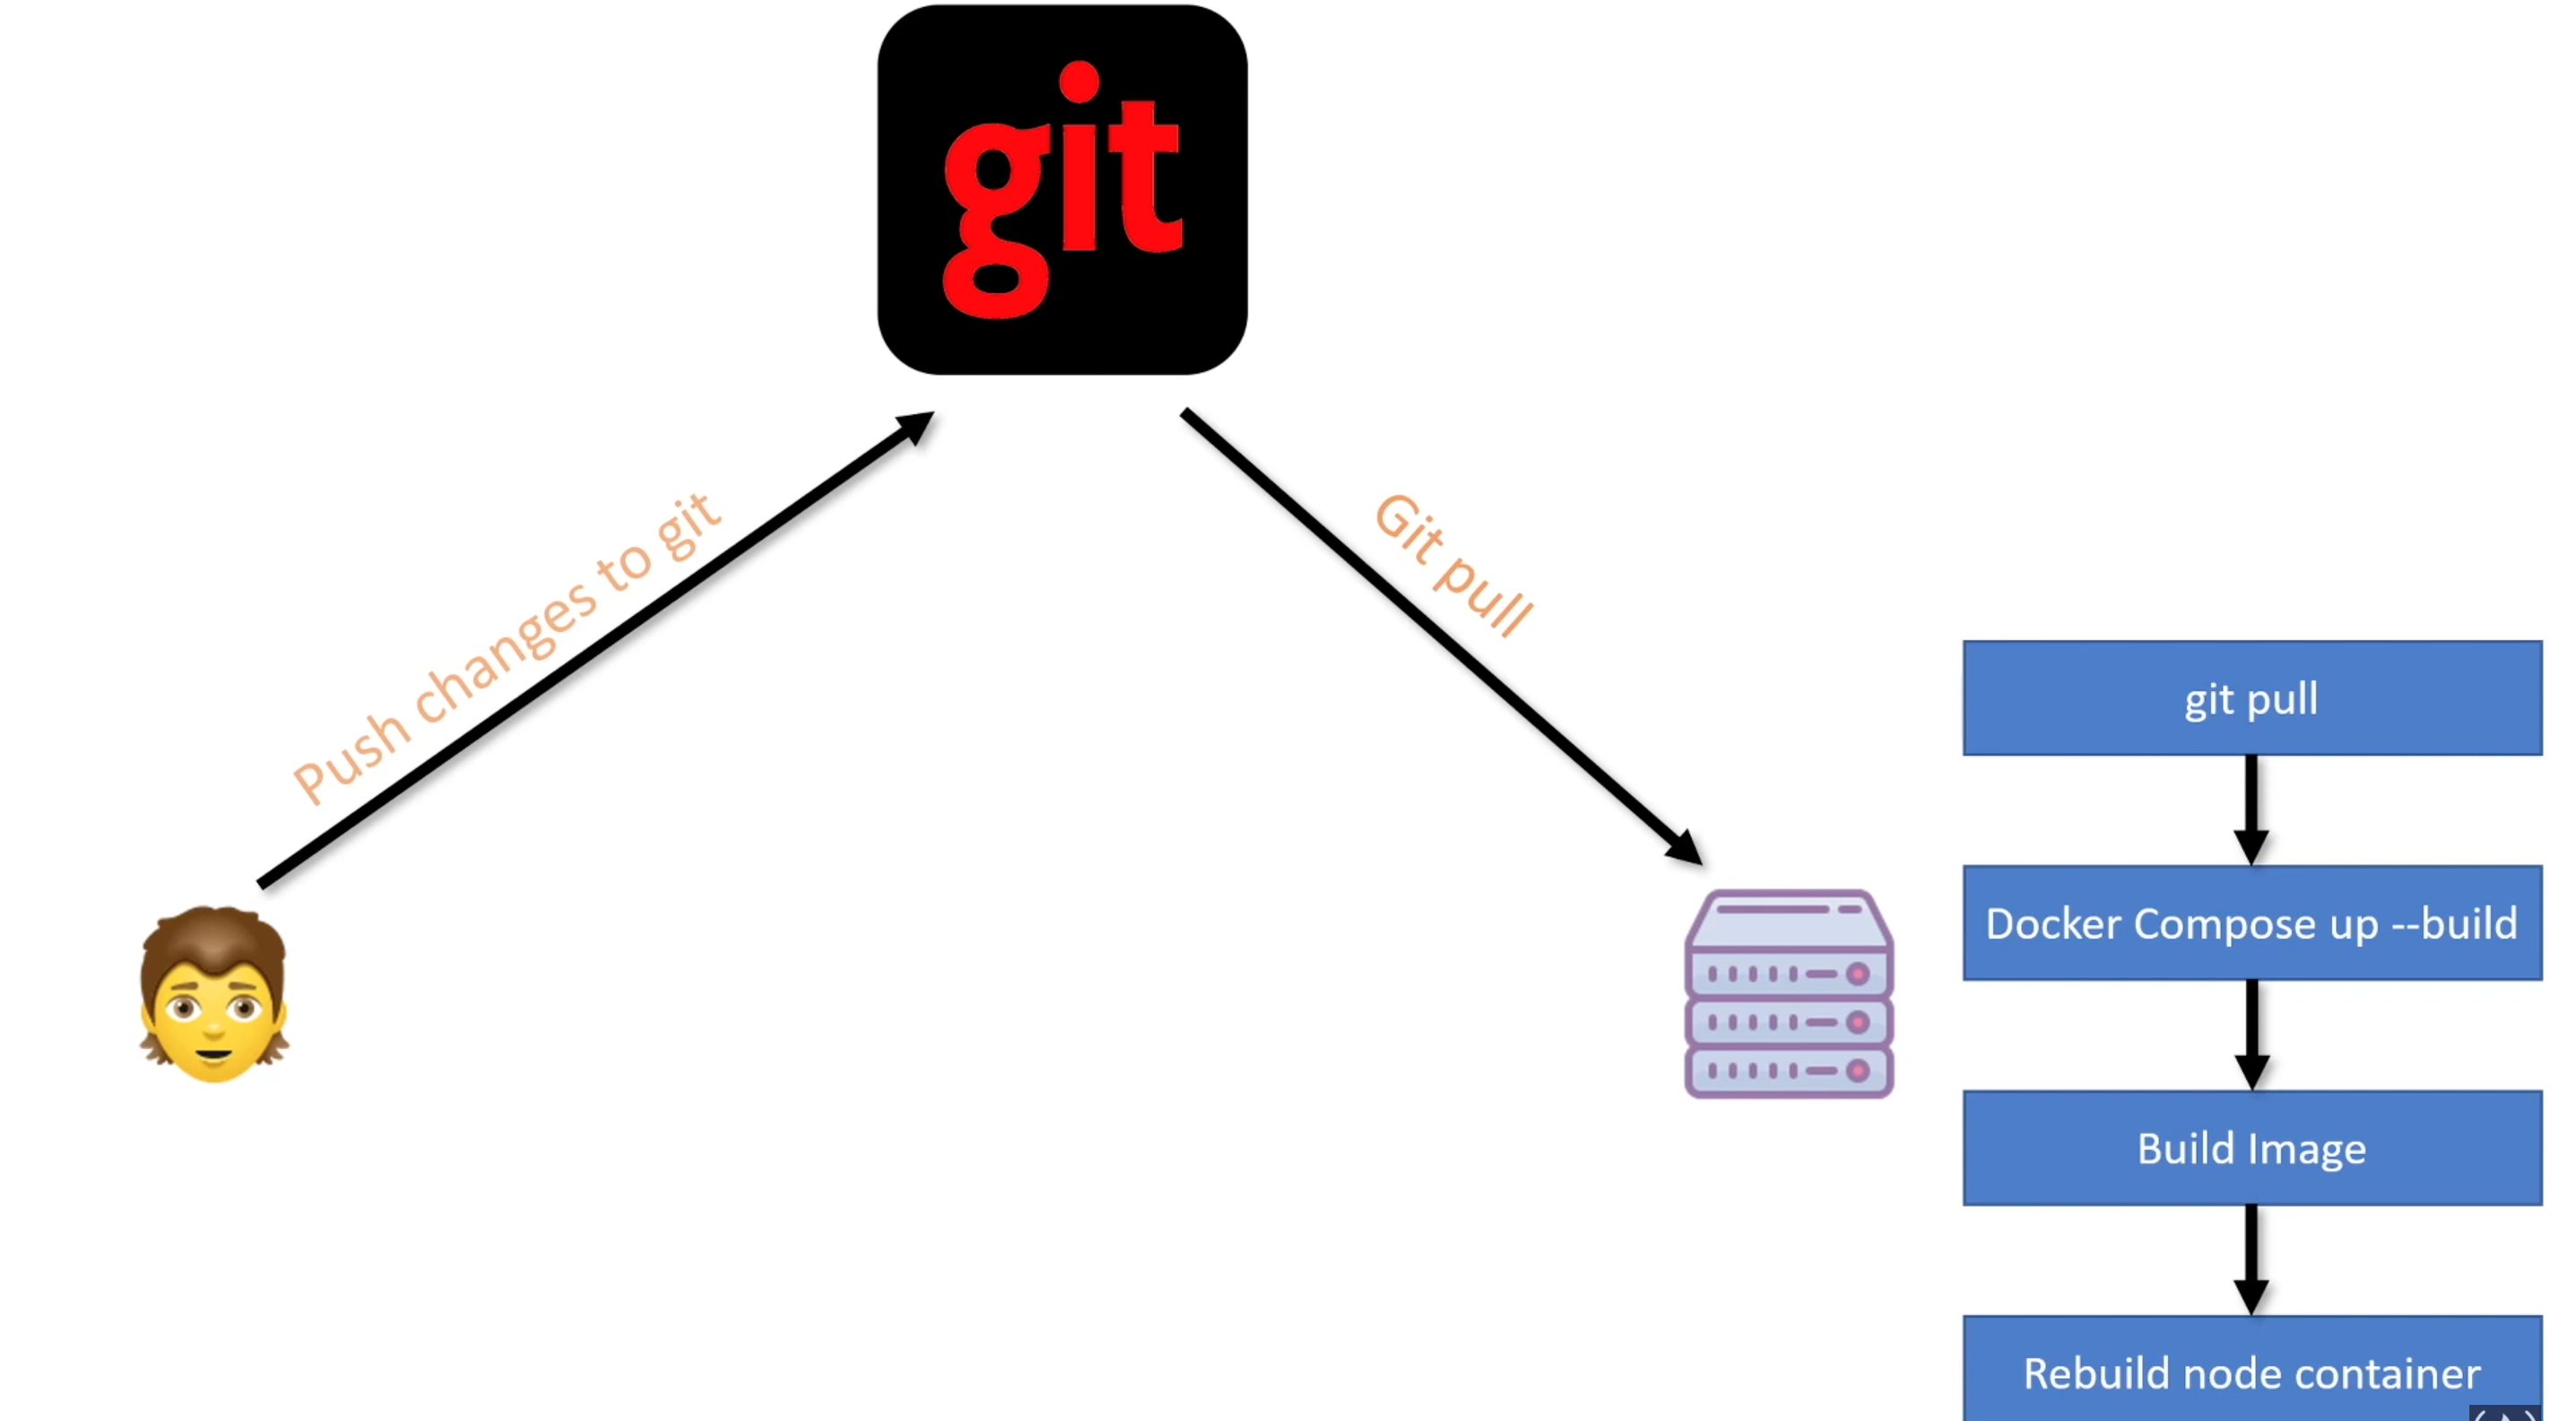 git
Push changes to git
Git pull
git pull
Docker Compose up --build
Build Image
Rebuild node container